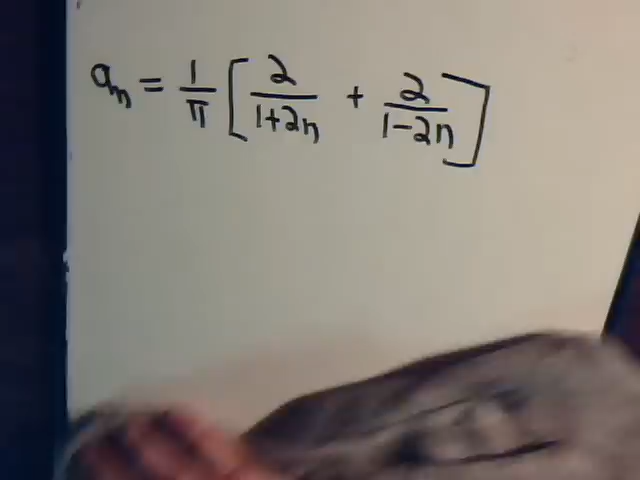 aₙ = 1/π [ 2/(1+2n) + 2/(1-2n) ]